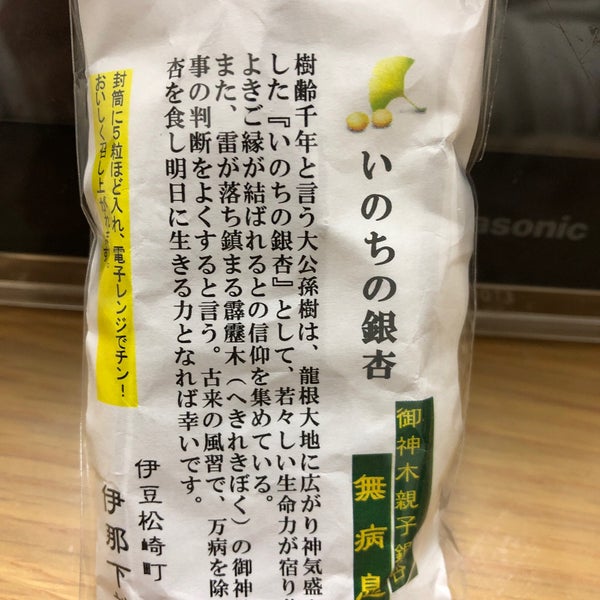 いのちの銀杏
御神木親子銀杏
無病息
樹齢千年と言う大公孫樹は、龍根大地に広がり神気盛
した『いのちの銀杏』として、若々しい生命力が宿り
よきご縁が結ばれるとの信仰を集めている。
また、雷が落ち鎮まる霹靂木（へきれきぼく）の御神
事の判断をよくすると言う。古来の風習で、万病を除
杏を食し明日に生きる力となれば幸いです。
伊豆松崎町
伊那下
封筒に５粒ほど入れ、電子レンジでチン！
おいしく召し上がれます。
asonic